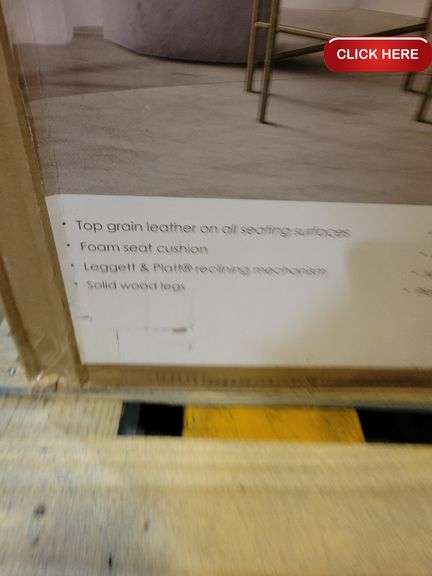 CLICK HERE
• Top grain leather on all seating surfaces
• Foam seat cushion
• Leggett & Platt® reclining mechanism
• Solid wood legs